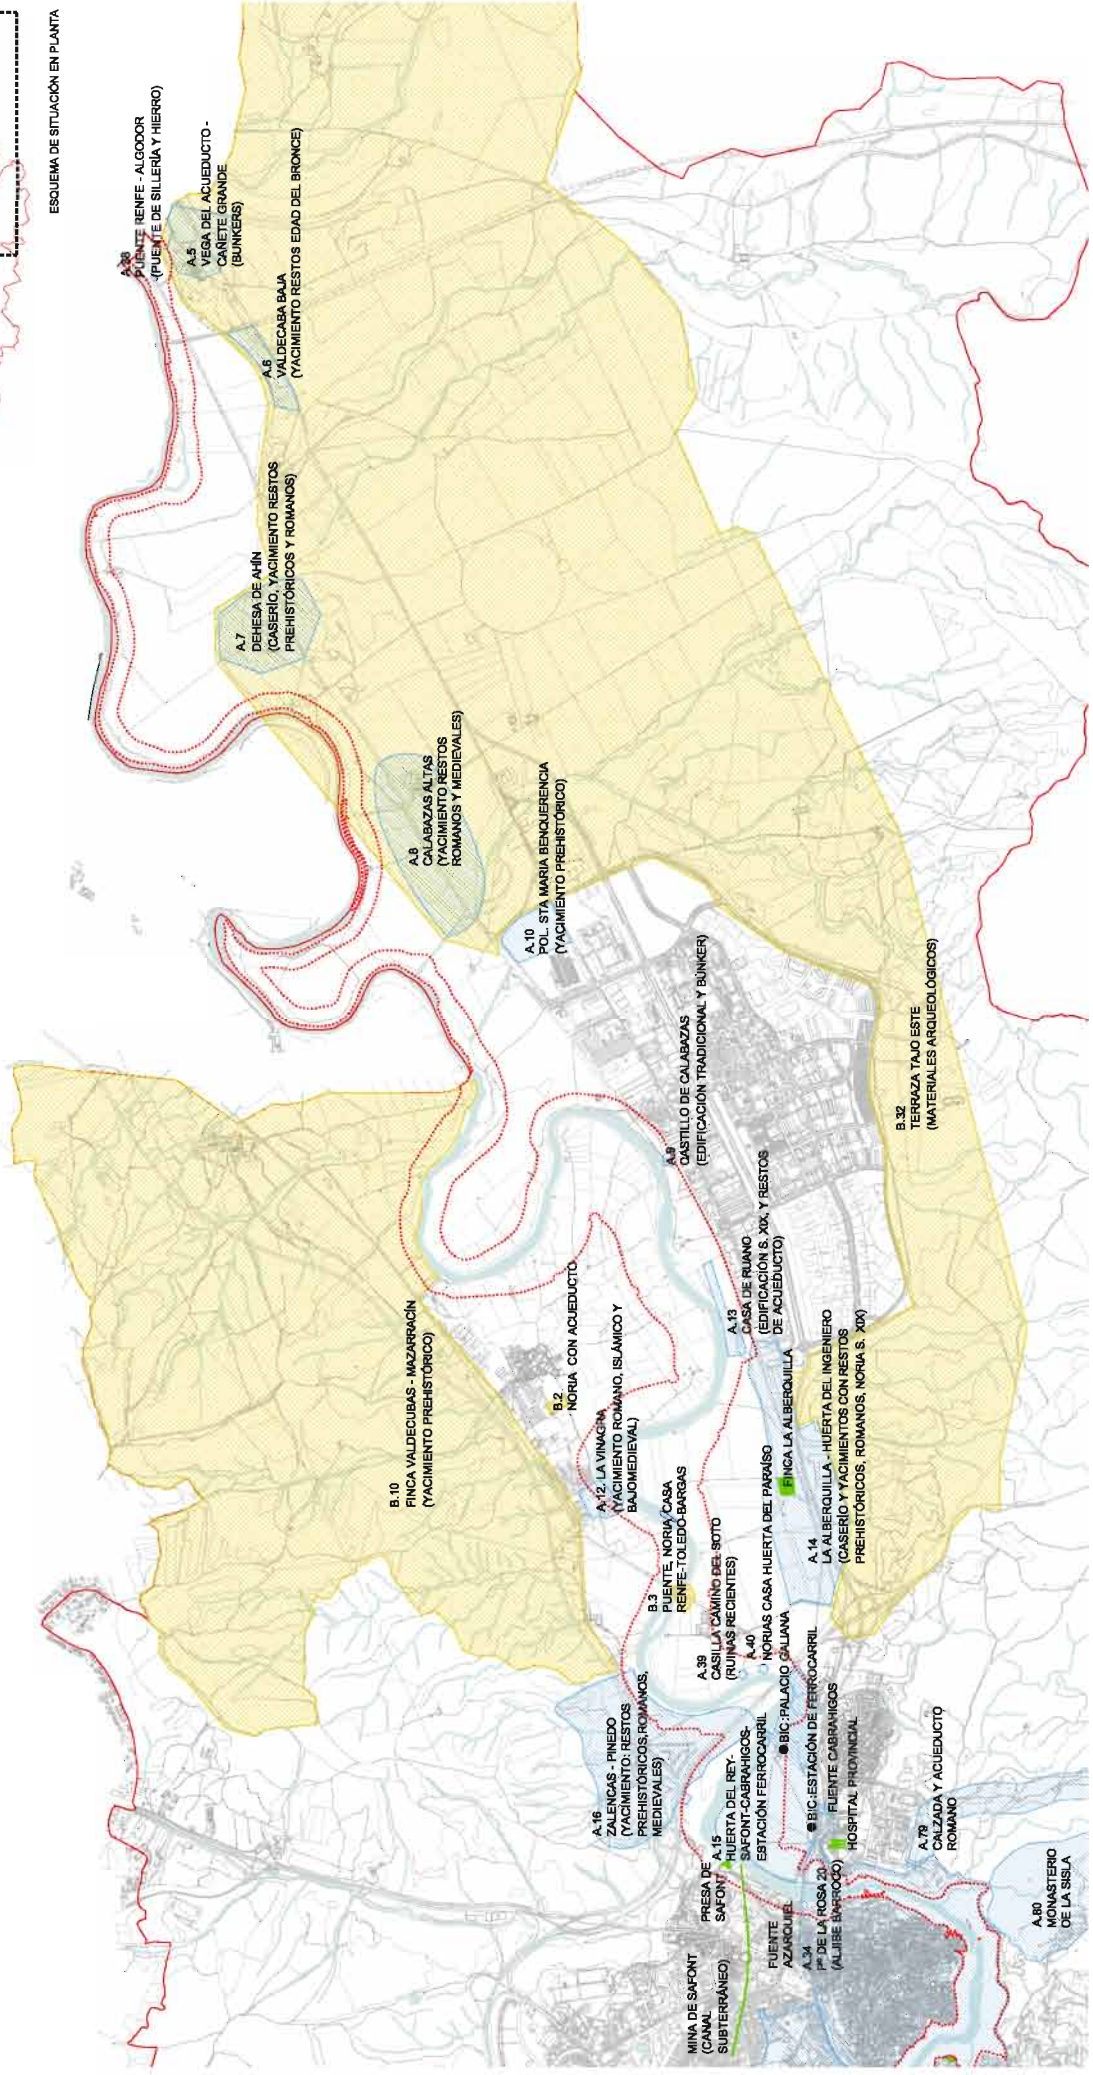 ESQUEMA DE SITUACIÓN EN PLANTA
A.38
PUENTE RENFE - ALGODOR
(PUENTE DE SILLERÍA Y HIERRO)
A.5
VEGA DEL ACUEDUCTO -
CAÑETE GRANDE
(BUNKERS)
A.6
VALDECABA BAJA
(YACIMIENTO RESTOS EDAD DEL BRONCE)
A.7
DEHESA DE AHÍN
(CASERÍO, YACIMIENTO RESTOS
PREHISTÓRICOS Y ROMANOS)
A.8
CALABAZAS ALTAS
(YACIMIENTO RESTOS
ROMANOS Y MEDIEVALES)
A.10
POL. STA MARIA BENQUERENCIA
(YACIMIENTO PREHISTÓRICO)
A.9
CASTILLO DE CALABAZAS
(EDIFICACIÓN TRADICIONAL Y BÚNKER)
B.32
TERRAZA TAJO ESTE
(MATERIALES ARQUEOLÓGICOS)
B.10
FINCA VALDECUBAS - MAZARRACÍN
(YACIMIENTO PREHISTÓRICO)
B.2
NORIA CON ACUEDUCTO
A.12. LA VINAGRA
(YACIMIENTO ROMANO, ISLÁMICO Y
BAJOMEDIEVAL)
A.13
CASA DE RUANO
(EDIFICACIÓN S. XIX, Y RESTOS
DE ACUEDUCTO)
FINCA LA ALBERQUILLA
A.14
LA ALBERQUILLA - HUERTA DEL INGENIERO
(CASERÍO Y YACIMIENTOS CON RESTOS
PREHISTÓRICOS, ROMANOS, NORIA S. XIX)
B.3
PUENTE, NORIA, CASA
RENFE-TOLEDO-BARGAS
A.39
CASILLA CAMINO DEL SOTO
(RUINAS RECIENTES)
A.40
NORIAS CASA HUERTA DEL PARAÍSO
BIC:PALACIO GALIANA
BIC:ESTACIÓN DE FERROCARRIL
FUENTE CABRAHIGOS
HOSPITAL PROVINCIAL
A.16
ZALENCAS - PINEDO
(YACIMIENTO: RESTOS
PREHISTÓRICOS,ROMANOS,
MEDIEVALES)
A.15
HUERTA DEL REY-
SAFONT-CABRAHIGOS-
ESTACIÓN FERROCARRIL
PRESA DE
SAFONT
MINA DE SAFONT
(CANAL
SUBTERRÁNEO)
FUENTE
AZARQUIEL
A.34
Pº DE LA ROSA 20
(ALJIBE BARROCO)
A.79
CALZADA Y ACUEDUCTO
ROMANO
A.80
MONASTERIO
DE LA SISLA